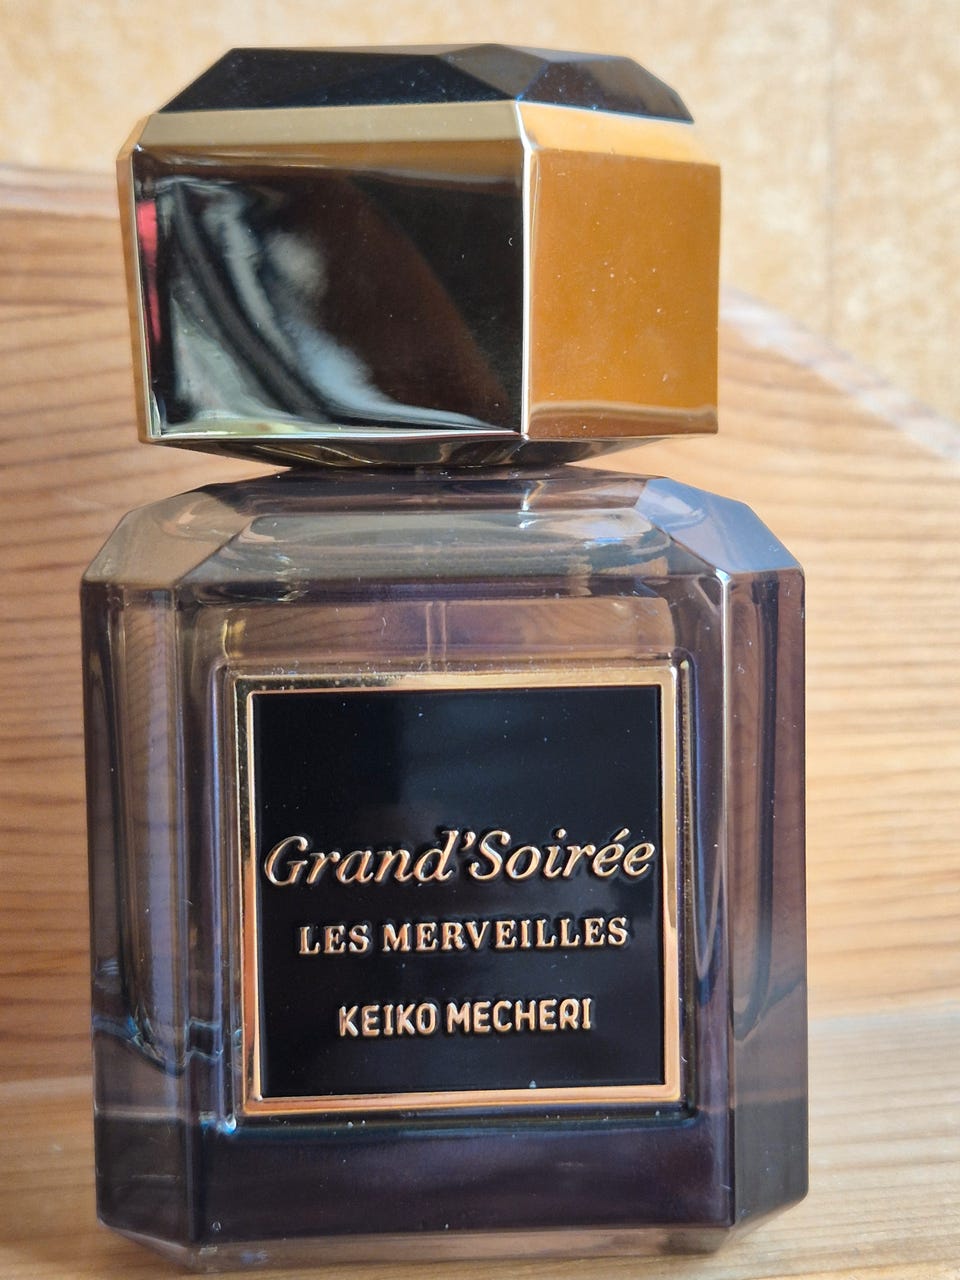 Grand'Soirée
LES MERVEILLES
KEIKO MECHERI